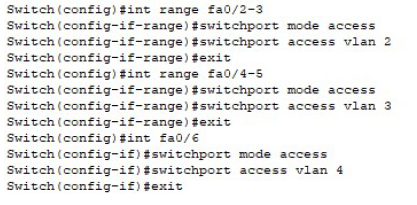 Switch(config)#int range fa0/2-3
Switch(config-if-range)#switchport mode access
Switch(config-if-range)#switchport access vlan 2
Switch(config-if-range)#exit
Switch(config)#int range fa0/4-5
Switch(config-if-range)#switchport mode access
Switch(config-if-range)#switchport access vlan 3
Switch(config-if-range)#exit
Switch(config)#int fa0/6
Switch(config-if)#switchport mode access
Switch(config-if)#switchport access vlan 4
Switch(config-if)#exit